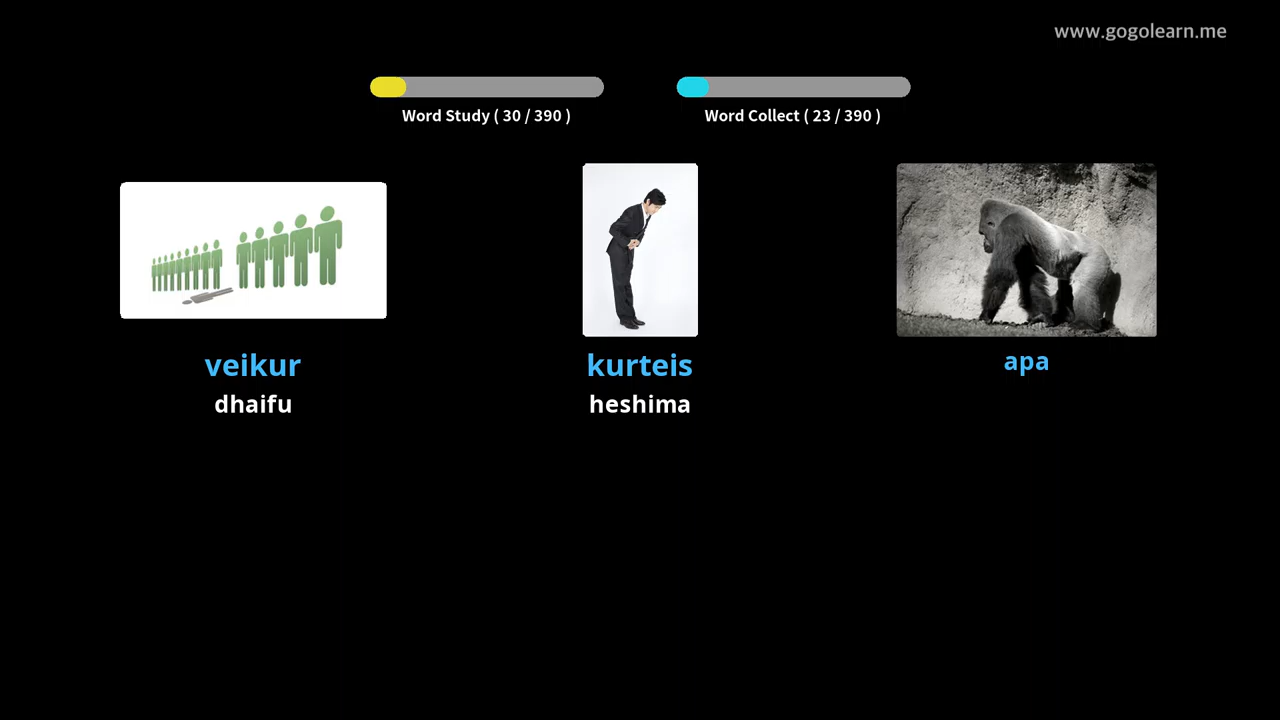 www.gogolearn.me
Word Study ( 30 / 390 )
Word Collect ( 23 / 390 )
veikur
kurteis
apa
dhaifu
heshima